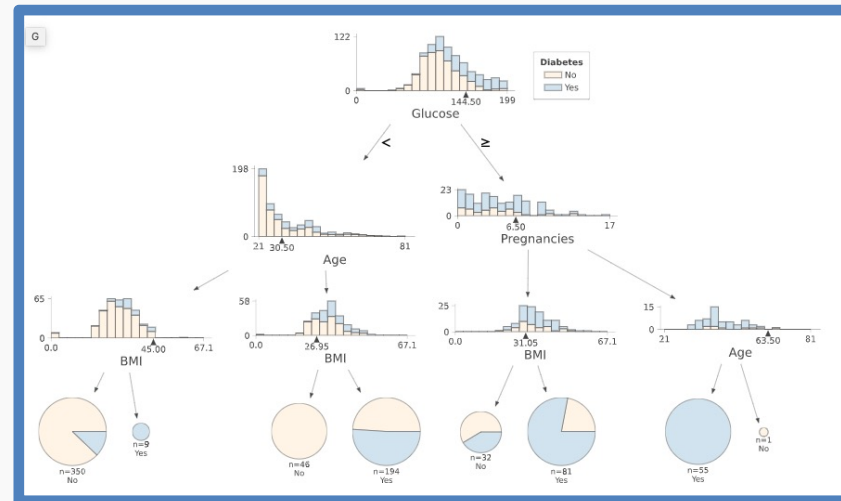 G
122
0
0
144.50
199
Glucose
Diabetes
No
Yes
<
≥
198
0
21
30.50
81
Age
23
0
0
6.50
17
Pregnancies
65
0
0.0
45.00
67.1
BMI
58
0
0.0
26.95
67.1
BMI
25
0
0.0
31.05
67.1
BMI
15
0
21
63.50
81
Age
n=350
No
n=9
Yes
n=46
No
n=194
Yes
n=32
No
n=81
Yes
n=55
Yes
n=1
No